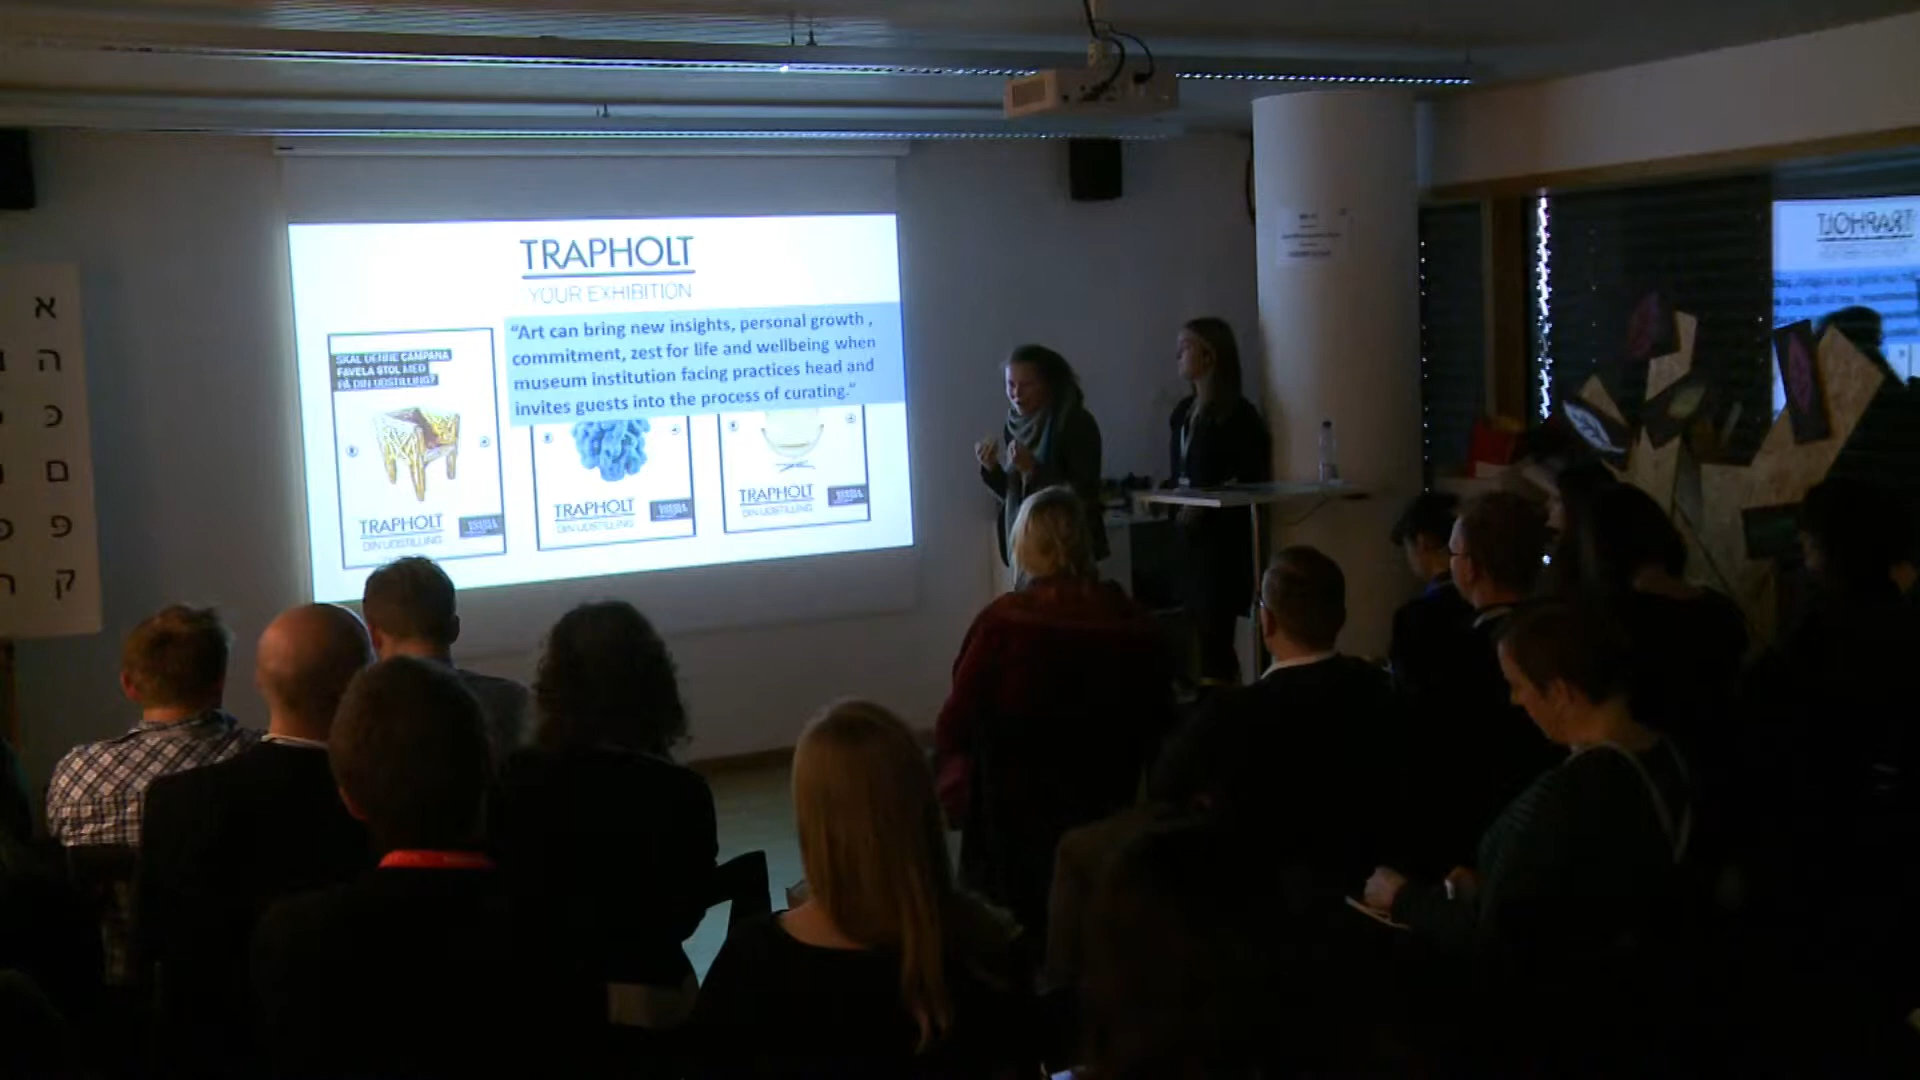 TRAPHOLT
YOUR EXHIBITION
"Art can bring new insights, personal growth ,
commitment, zest for life and wellbeing when
museum institution facing practices head and
invites guests into the process of curating."
SKAL DENNE CAMPANA
FAVELA STOL MED
PÅ DIN UDSTILLING?
TRAPHOLT
DIN UDSTILLING
TRAPHOLT
DIN UDSTILLING
TRAPHOLT
DIN UDSTILLING
א
ה
כ
ם
פ
ק
TRAPHOLT